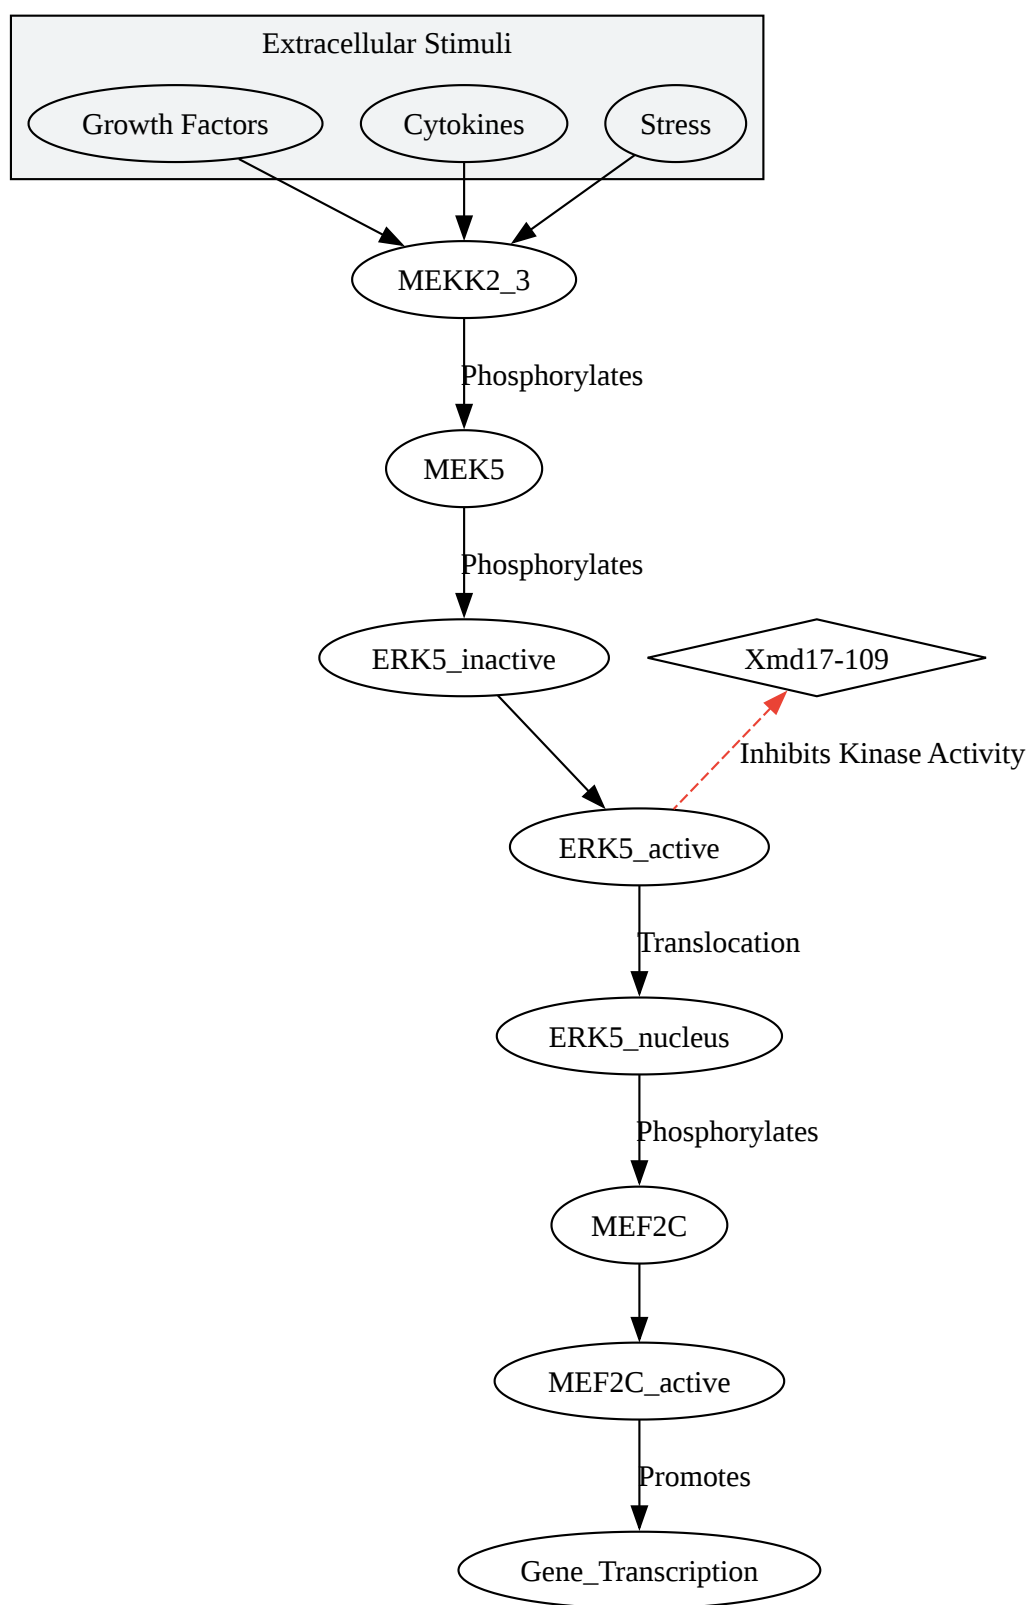 Extracellular Stimuli
Growth Factors
Cytokines
Stress
MEKK2_3
Phosphorylates
MEK5
Phosphorylates
ERK5_inactive
Xmd17-109
Inhibits Kinase Activity
ERK5_active
Translocation
ERK5_nucleus
Phosphorylates
MEF2C
MEF2C_active
Promotes
Gene_Transcription